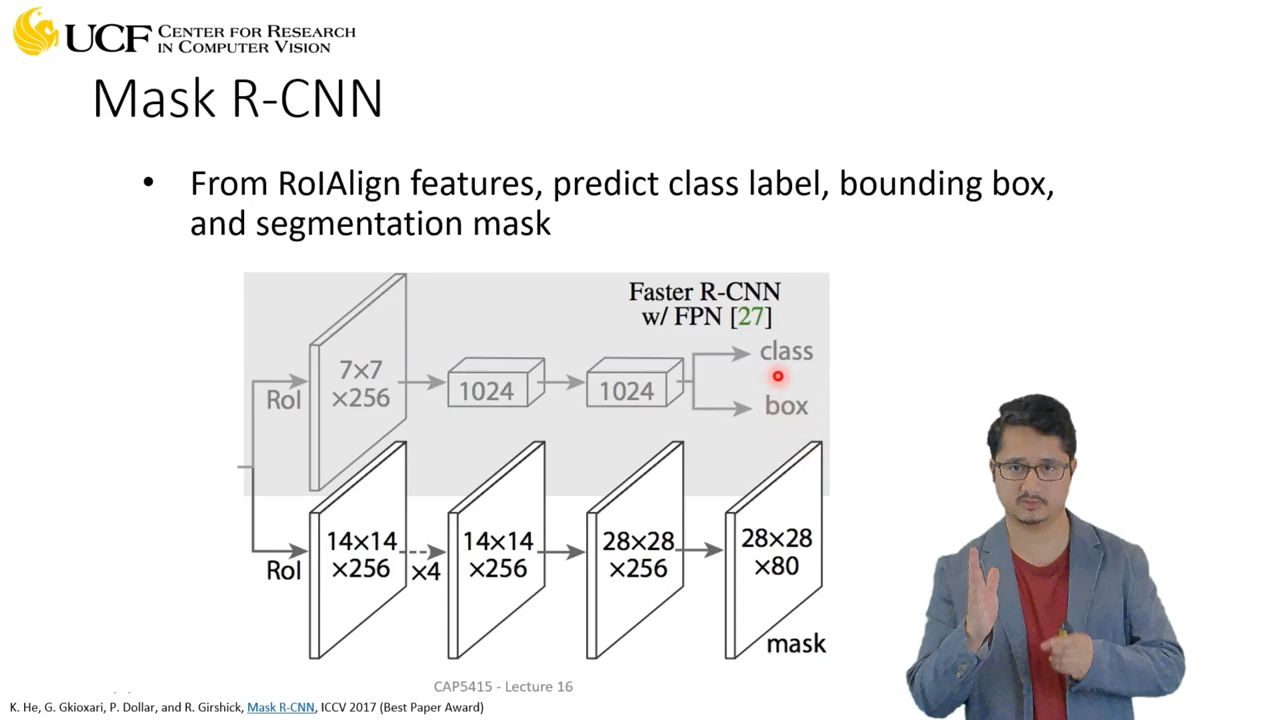 UCF CENTER FOR RESEARCH
IN COMPUTER VISION
Mask R-CNN
• From RoIAlign features, predict class label, bounding box,
and segmentation mask
Faster R-CNN
w/ FPN [27]
class
box
RoI
7×7
×256
1024
1024
RoI
14×14
×256
×4
14×14
×256
28×28
×256
28×28
×80
mask
CAP5415 - Lecture 16
K. He, G. Gkioxari, P. Dollar, and R. Girshick, Mask R-CNN, ICCV 2017 (Best Paper Award)